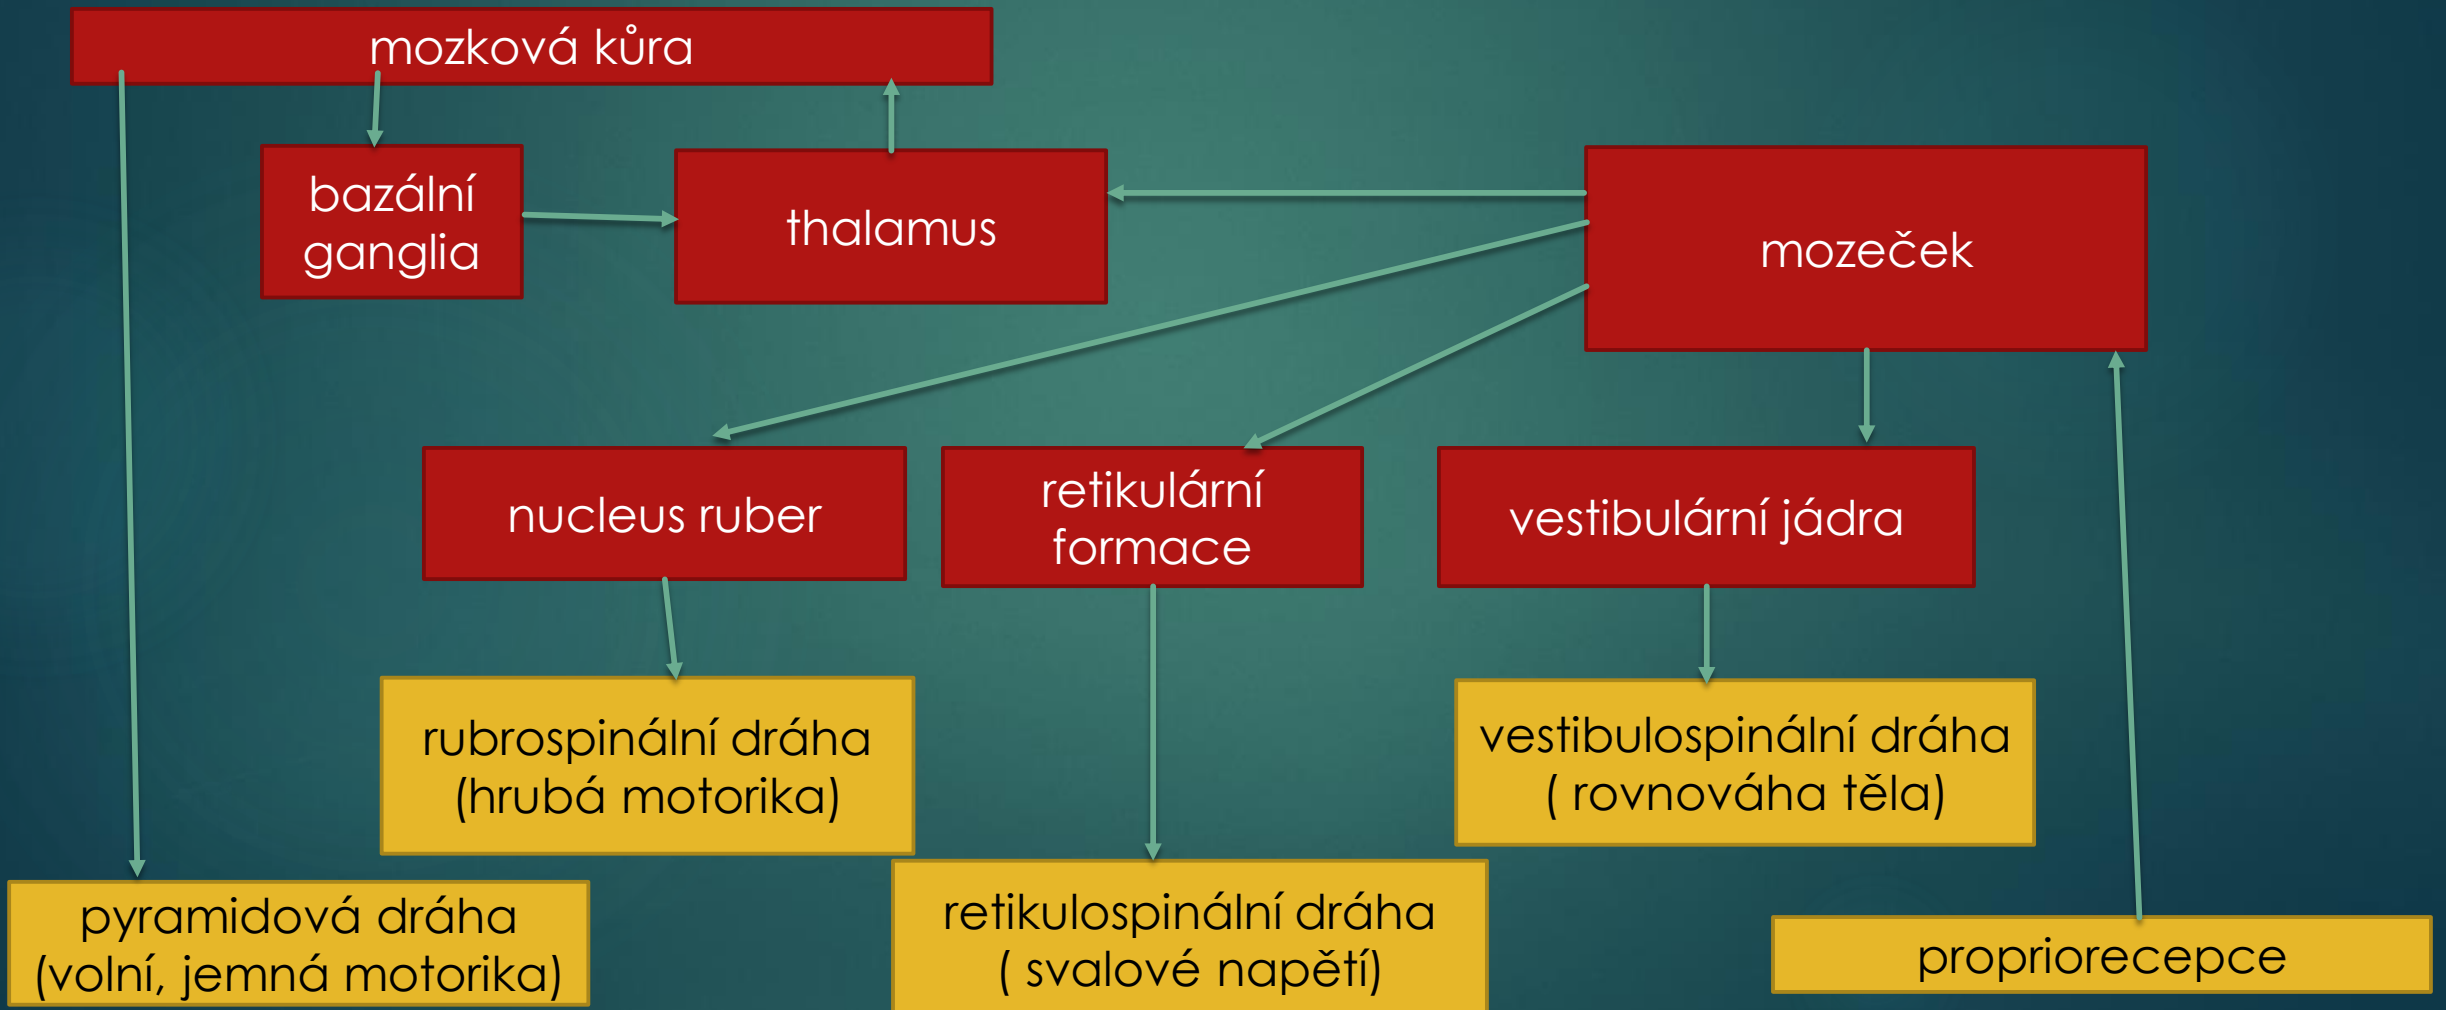 mozková kůra
bazální
ganglia
thalamus
mozeček
nucleus ruber
retikulární
formace
vestibulární jádra
rubrospinální dráha
(hrubá motorika)
vestibulospinální dráha
( rovnováha těla)
pyramidová dráha
(volní, jemná motorika)
retikulospinální dráha
( svalové napětí)
propriorecepce